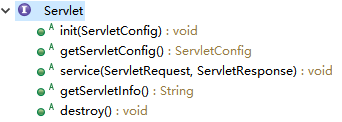 Servlet
init(ServletConfig) : void
getServletConfig() : ServletConfig
service(ServletRequest, ServletResponse) : void
getServletInfo() : String
destroy() : void